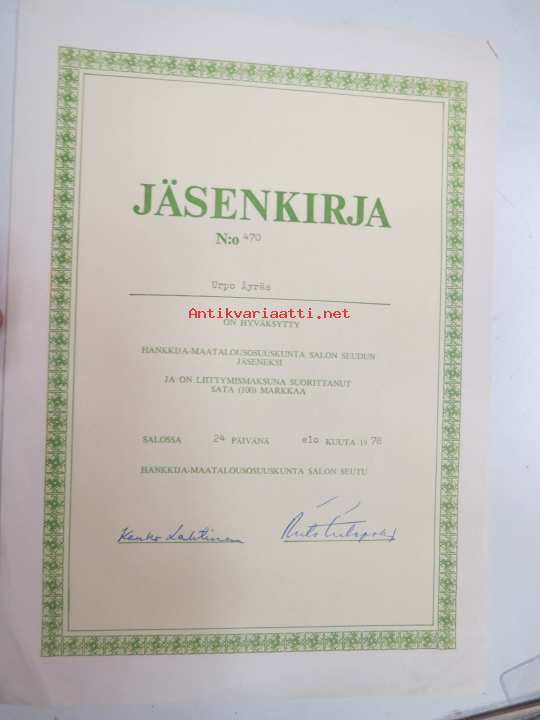 JÄSENKIRJA
N:o 470
Urpo Äyräs
Antikvariaatti.net
ON HYVÄKSYTTY
HANKKIJA-MAATALOUSOSUUSKUNTA SALON SEUDUN
JÄSENEKSI
JA ON LIITTYMISMAKSUNA SUORITTANUT
SATA (100) MARKKAA
SALOSSA 24 PÄIVÄNÄ elo KUUTA 19 78
HANKKIJA-MAATALOUSOSUUSKUNTA SALON SEUTU
Lahtinen